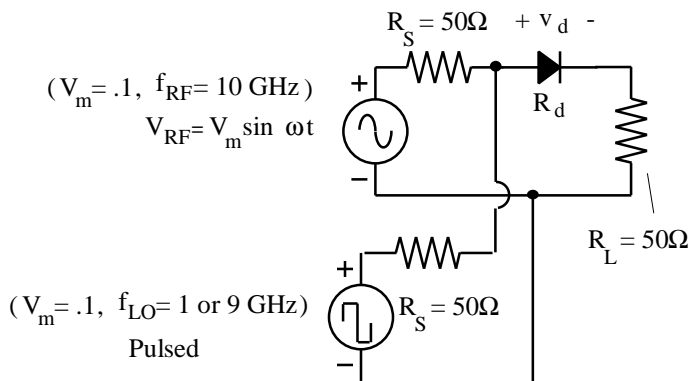 R_S = 50Ω + v_d -
(V_m = .1, f_RF = 10 GHz)
V_RF = V_m sin ωt
+
−
R_d
R_L = 50Ω
(V_m = .1, f_LO = 1 or 9 GHz)
Pulsed
+
−
R_S = 50Ω